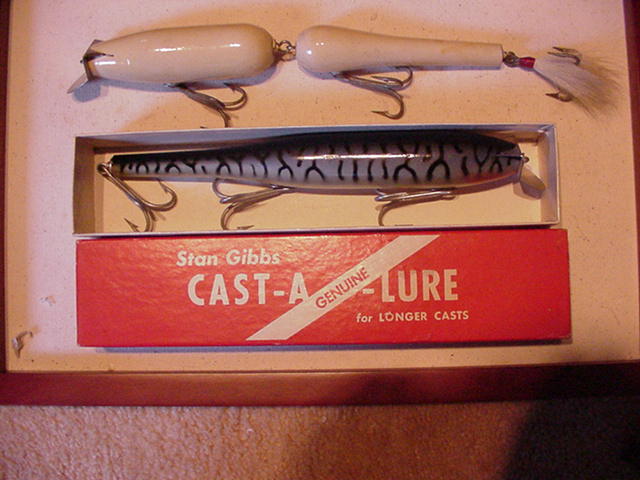 Stan Gibbs
CAST-A-LURE
GENUINE
for LONGER CASTS